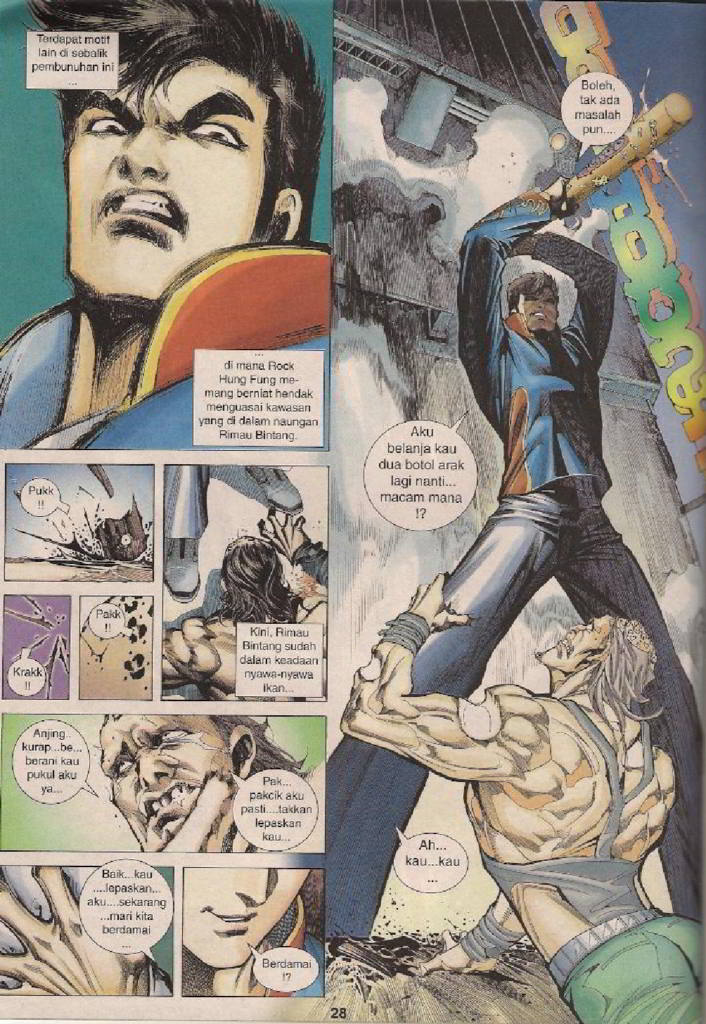 Terdapat motif
lain di sebalik
pembunuhan ini
...
...
di mana Rock
Hung Fung me-
mang berniat hendak
menguasai kawasan
yang di dalam naungan
Rimau Bintang.
Pukk
!!
Krakk
!!
Pakk
!!
Kini, Rimau
Bintang sudah
dalam keadaan
nyawa-nyawa
ikan...
Anjing..
kurap...be...
berani kau
pukul aku
ya...
Pak...
pakcik aku
pasti....takkan
lepaskan
kau...
Baik...kau
....lepaskan...
aku....sekarang
...mari kita
berdamai
...
Berdamai
!?
Boleh,
tak ada
masalah
pun....
Aku
belanja kau
dua botol arak
lagi nanti...
macam mana
!?
Ah...
kau...kau
...
28